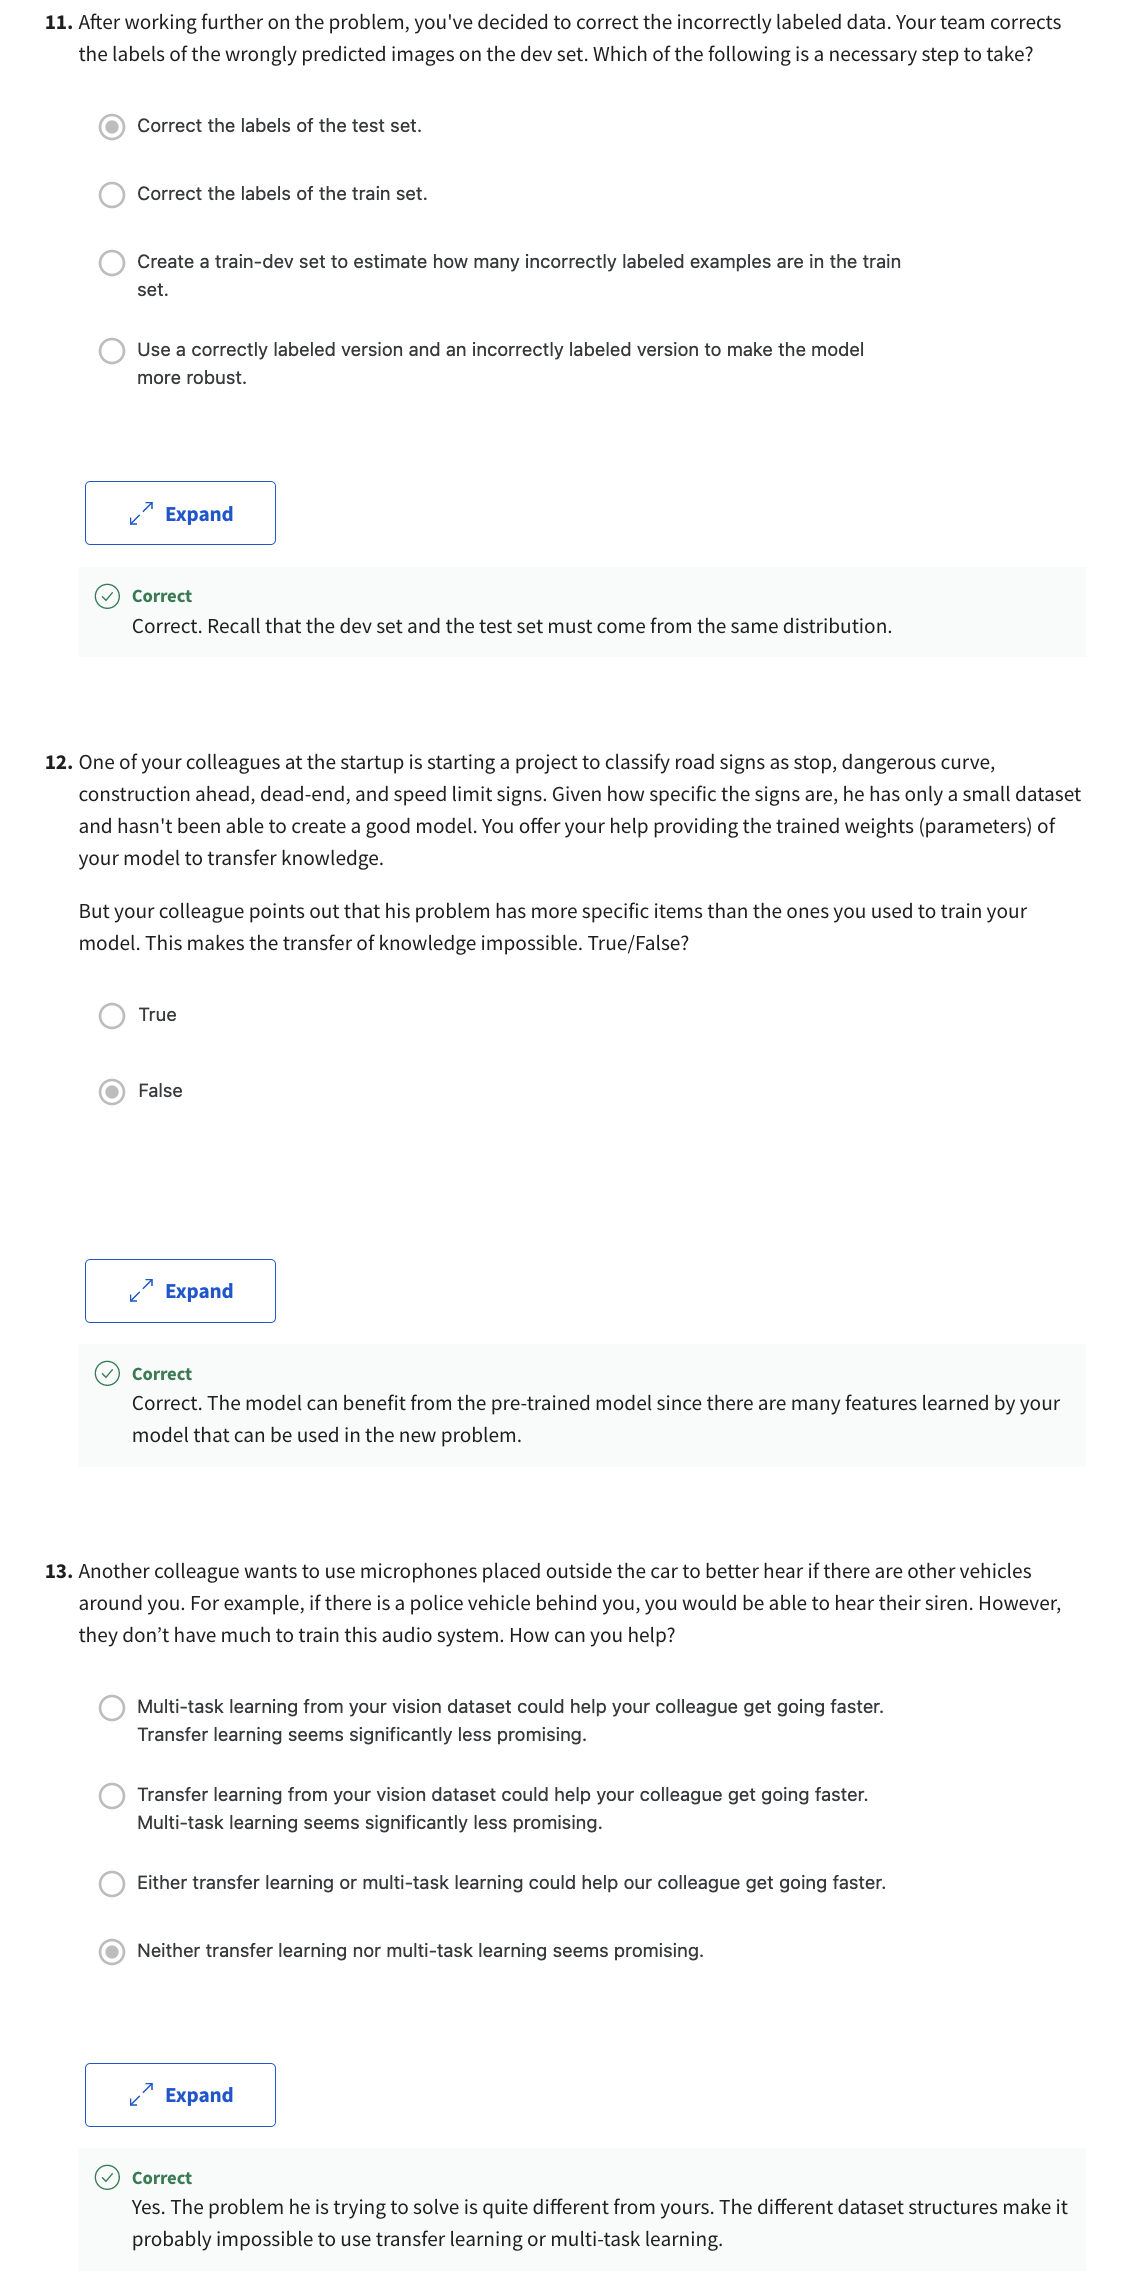 11. After working further on the problem, you've decided to correct the incorrectly labeled data. Your team corrects
the labels of the wrongly predicted images on the dev set. Which of the following is a necessary step to take?
Correct the labels of the test set.
Correct the labels of the train set.
Create a train-dev set to estimate how many incorrectly labeled examples are in the train
set.
Use a correctly labeled version and an incorrectly labeled version to make the model
more robust.
Expand
Correct
Correct. Recall that the dev set and the test set must come from the same distribution.
12. One of your colleagues at the startup is starting a project to classify road signs as stop, dangerous curve,
construction ahead, dead-end, and speed limit signs. Given how specific the signs are, he has only a small dataset
and hasn't been able to create a good model. You offer your help providing the trained weights (parameters) of
your model to transfer knowledge.
But your colleague points out that his problem has more specific items than the ones you used to train your
model. This makes the transfer of knowledge impossible. True/False?
True
False
Expand
Correct
Correct. The model can benefit from the pre-trained model since there are many features learned by your
model that can be used in the new problem.
13. Another colleague wants to use microphones placed outside the car to better hear if there are other vehicles
around you. For example, if there is a police vehicle behind you, you would be able to hear their siren. However,
they don’t have much to train this audio system. How can you help?
Multi-task learning from your vision dataset could help your colleague get going faster.
Transfer learning seems significantly less promising.
Transfer learning from your vision dataset could help your colleague get going faster.
Multi-task learning seems significantly less promising.
Either transfer learning or multi-task learning could help our colleague get going faster.
Neither transfer learning nor multi-task learning seems promising.
Expand
Correct
Yes. The problem he is trying to solve is quite different from yours. The different dataset structures make it
probably impossible to use transfer learning or multi-task learning.